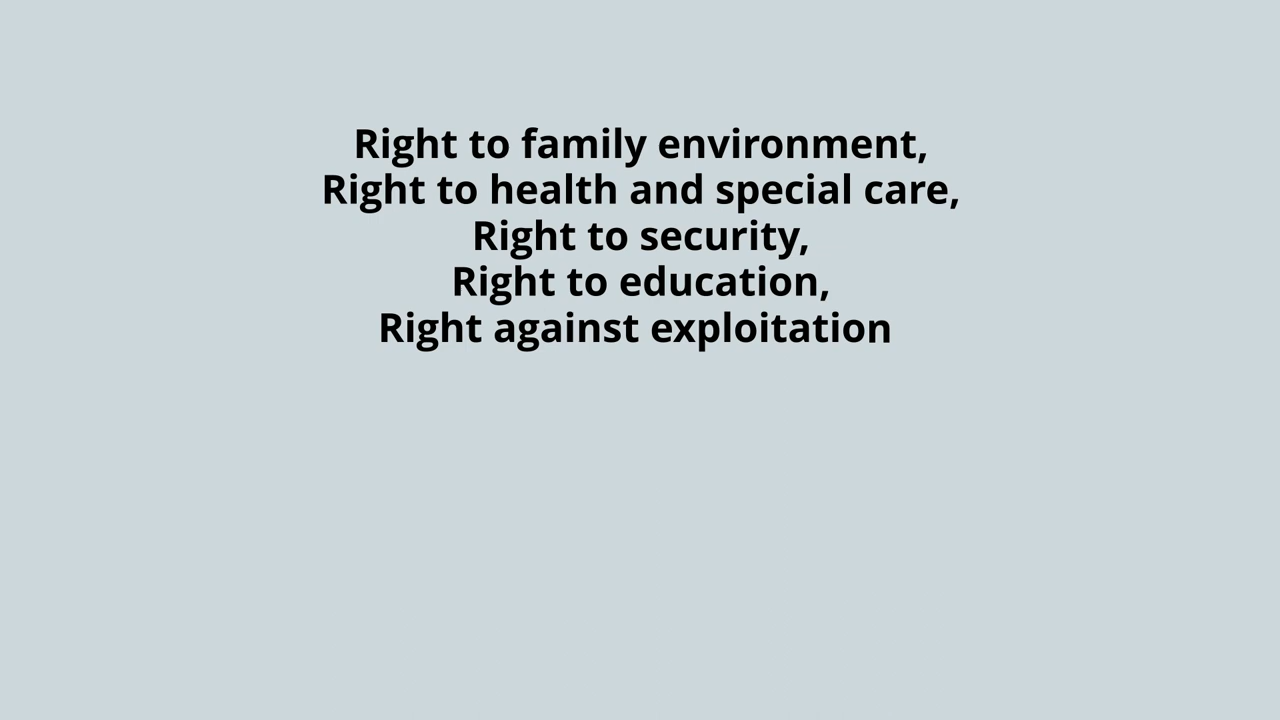 Right to family environment,
Right to health and special care,
Right to security,
Right to education,
Right against exploitation